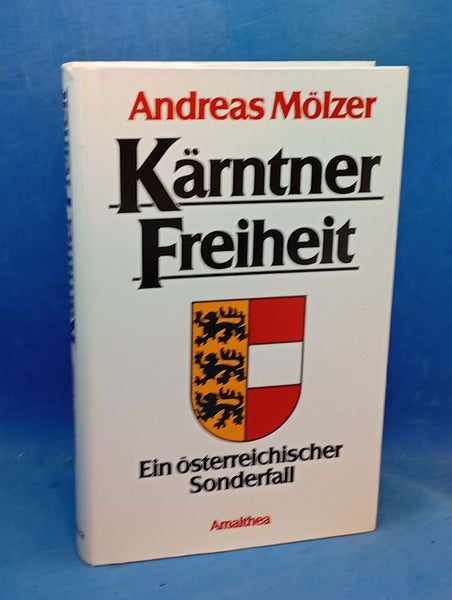 Andreas Mölzer
Kärntner
Freiheit
Ein österreichischer
Sonderfall
Amalthea